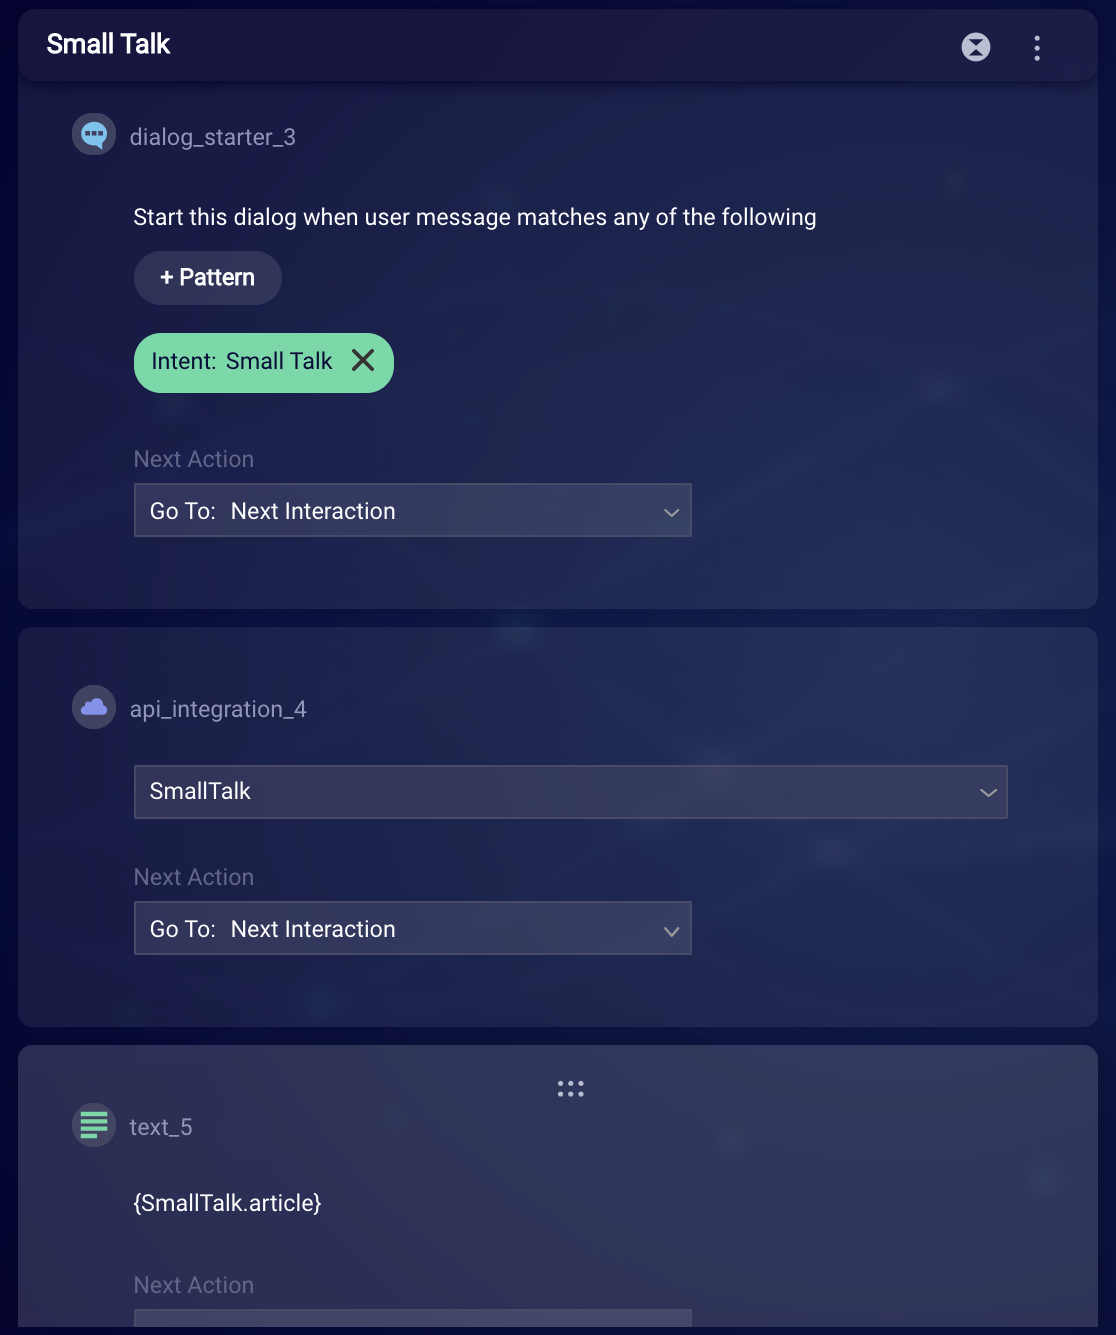 Small Talk
dialog_starter_3
Start this dialog when user message matches any of the following
+ Pattern
Intent: Small Talk
Next Action
Go To: Next Interaction
api_integration_4
SmallTalk
Next Action
Go To: Next Interaction
text_5
{SmallTalk.article}
Next Action